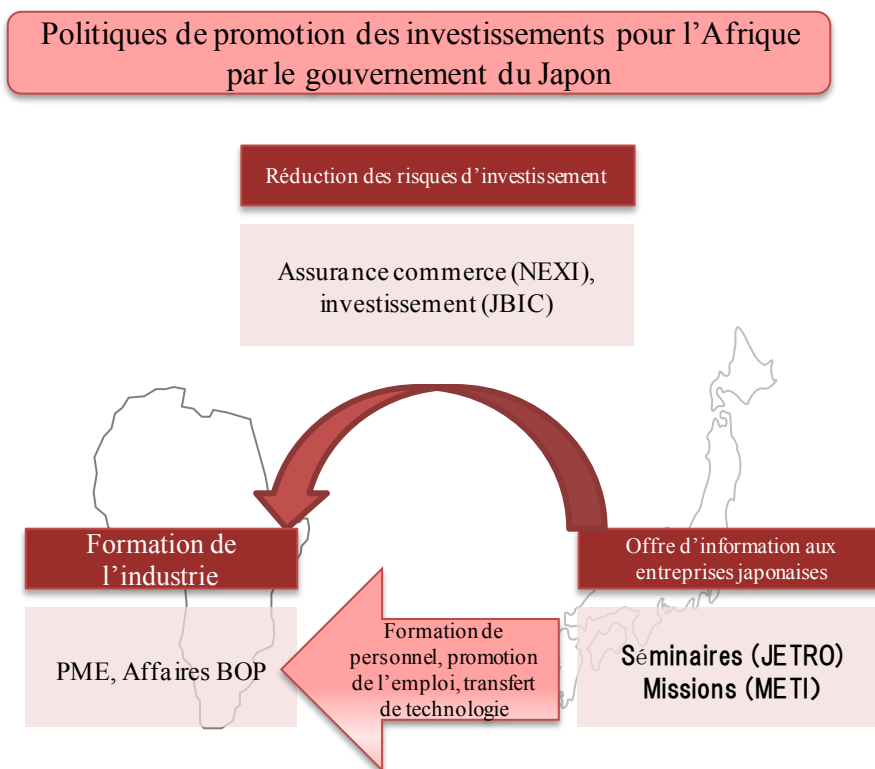 Politiques de promotion des investissements pour l'Afrique
par le gouvernement du Japon
Réduction des risques d'investissement
Assurance commerce (NEXI),
investissement (JBIC)
Formation de
l'industrie
PME, Affaires BOP
Formation de
personnel, promotion
de l'emploi, transfert
de technologie
Offre d'information aux
entreprises japonaises
Séminaires (JETRO)
Missions (METI)